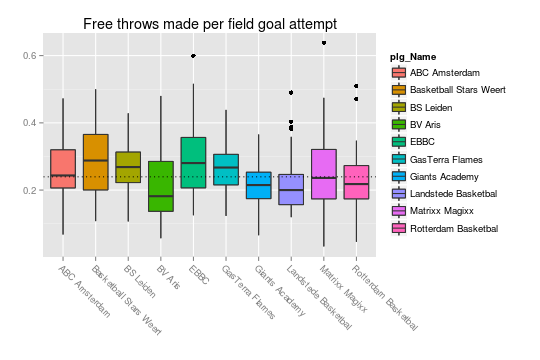 Free throws made per field goal attempt
0.6
0.4
0.2
ABC Amsterdam
Basketball Stars Weert
BS Leiden
BV Aris
EBBC
GasTerra Flames
Giants Academy
Landstede Basketbal
Matrixx Magixx
Rotterdam Basketbal
plg_Name
ABC Amsterdam
Basketball Stars Weert
BS Leiden
BV Aris
EBBC
GasTerra Flames
Giants Academy
Landstede Basketbal
Matrixx Magixx
Rotterdam Basketbal